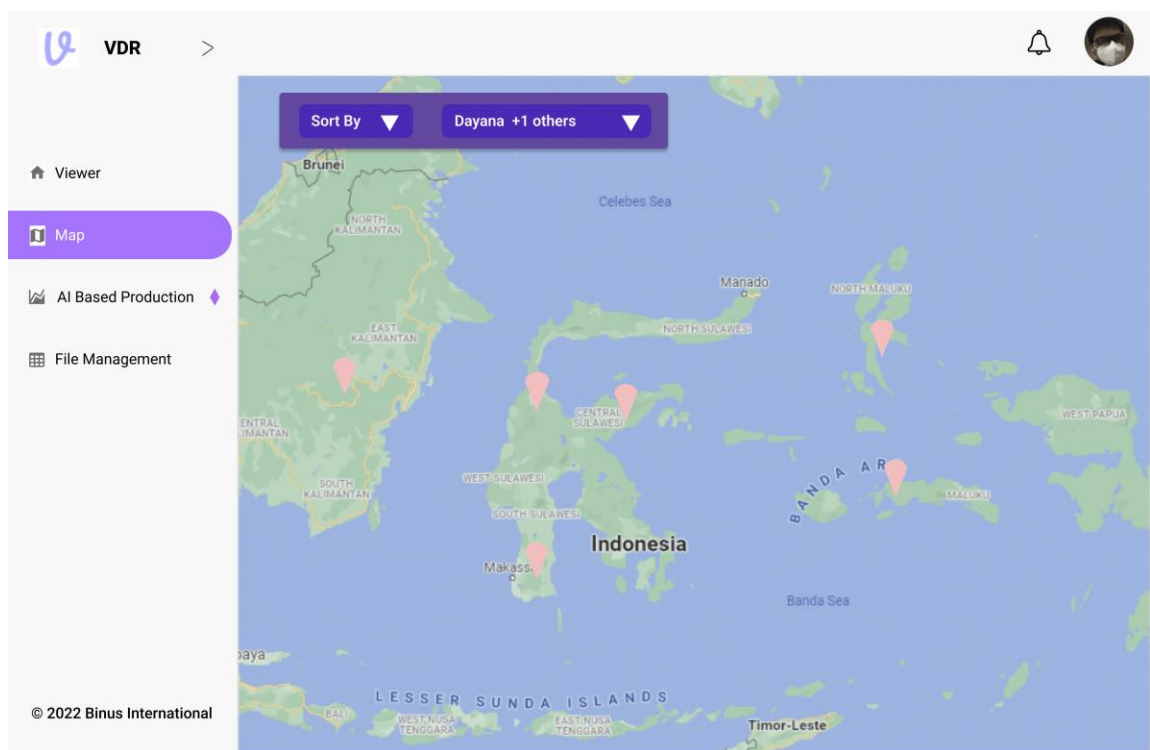 VDR >
Sort By
Dayana +1 others
Viewer
Map
AI Based Production
File Management
© 2022 Binus International
Brunei
Celebes Sea
NORTH
KALIMANTAN
Manado
NORTH MALUKU
EAST
KALIMANTAN
NORTH SULAWESI
CENTRAL
SULAWESI
WEST PAPUA
WEST SULAWESI
SOUTH
KALIMANTAN
BANDA AR
MALUKU
SOUTH SULAWESI
Indonesia
Makass
Banda Sea
baya
LESSER SUNDA ISLANDS
BALI
WEST NUSA
TENGGARA
EAST NUSA
TENGGARA
Timor-Leste